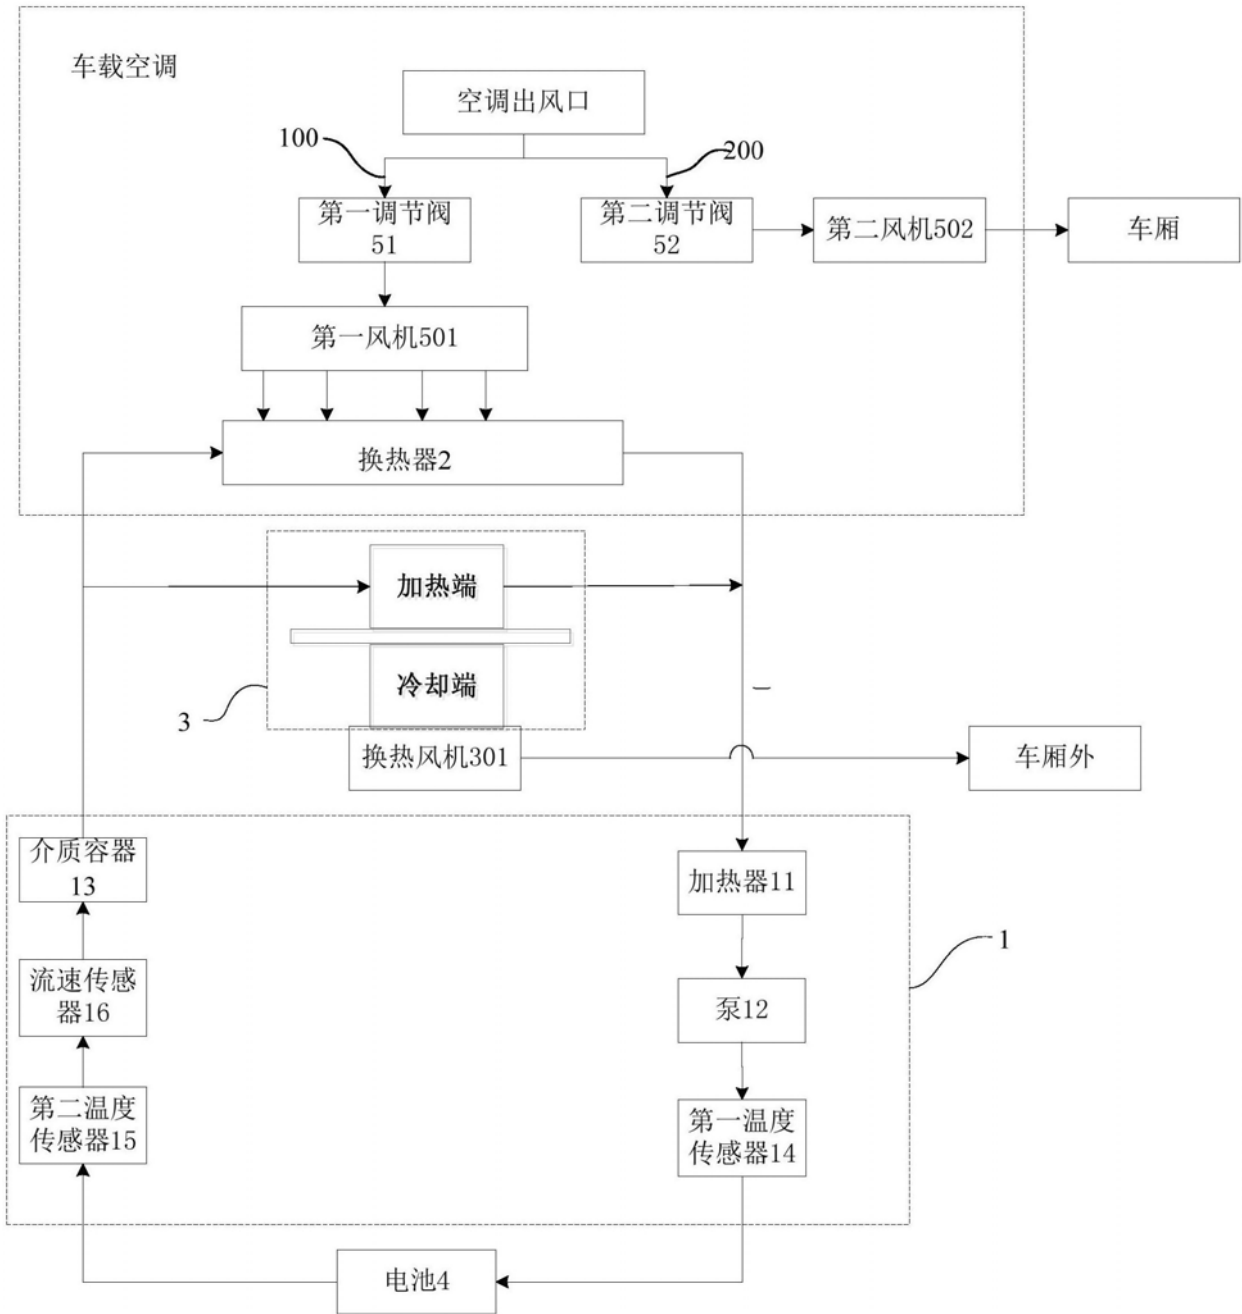 车载空调
空调出风口
100
200
第一调节阀
51
第二调节阀
52
第二风机502
车厢
第一风机501
换热器2
加热端
冷却端
3
换热风机301
车厢外
介质容器
13
加热器11
1
流速传感
器16
泵12
第二温度
传感器15
第一温度
传感器14
电池4